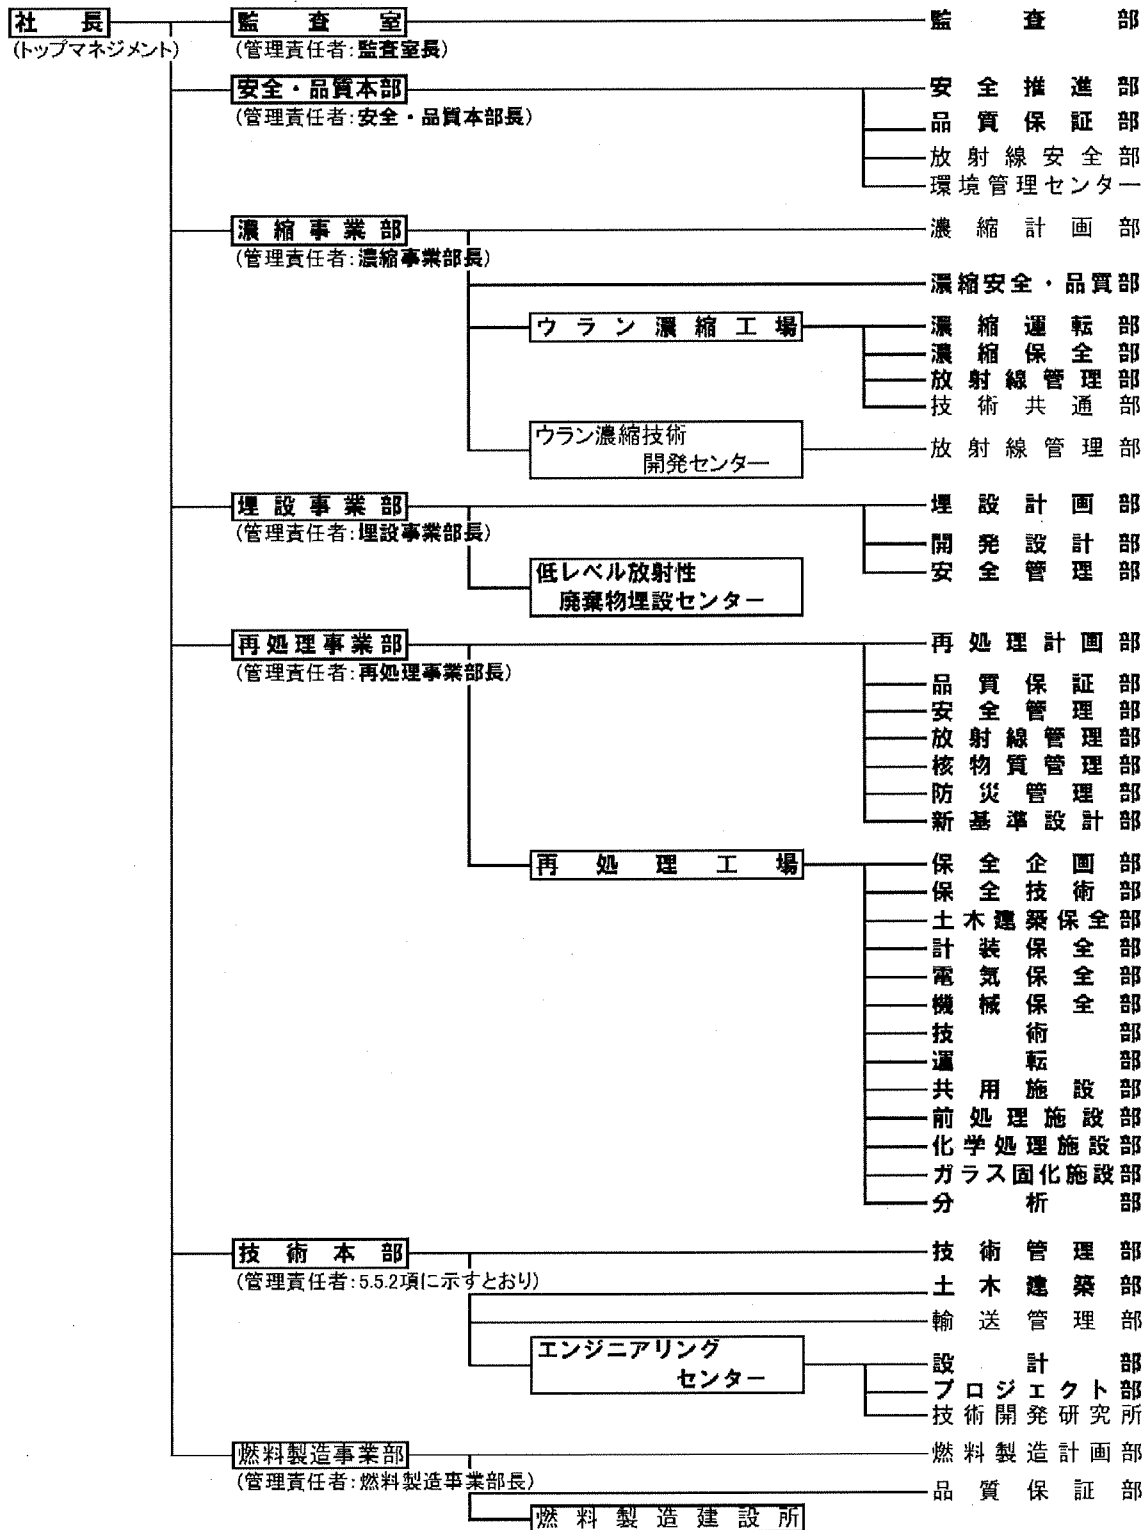 社長 監査室 監査部
(トップマネジメント) (管理責任者:監査室長)
安全・品質本部 安全推進部
(管理責任者:安全・品質本部長)
品質保証部
放射線安全部
環境管理センター
濃縮事業部 濃縮計画部
(管理責任者:濃縮事業部長)
濃縮安全・品質部
ウラン濃縮工場 濃縮運転部
濃縮保全部
放射線管理部
技術共通部
ウラン濃縮技術
開発センター 放射線管理部
埋設事業部 埋設計画部
(管理責任者:埋設事業部長)
開発設計部
安全管理部
低レベル放射性
廃棄物埋設センター
再処理事業部 再処理計画部
(管理責任者:再処理事業部長)
品質保証部
安全管理部
放射線管理部
核物質管理部
防災管理部
新基準設計部
再処理工場 保全企画部
保全技術部
土木建築保全部
計装保全部
電気保全部
機械保全部
技術部
運転部
共用施設部
前処理施設部
化学処理施設部
ガラス固化施設部
分析部
技術本部 技術管理部
(管理責任者:5.5.2項に示すとおり)
土木建築部
輸送管理部
エンジニアリング
センター 設計部
プロジェクト部
技術開発研究所
燃料製造事業部 燃料製造計画部
(管理責任者:燃料製造事業部長)
品質保証部
燃料製造建設所